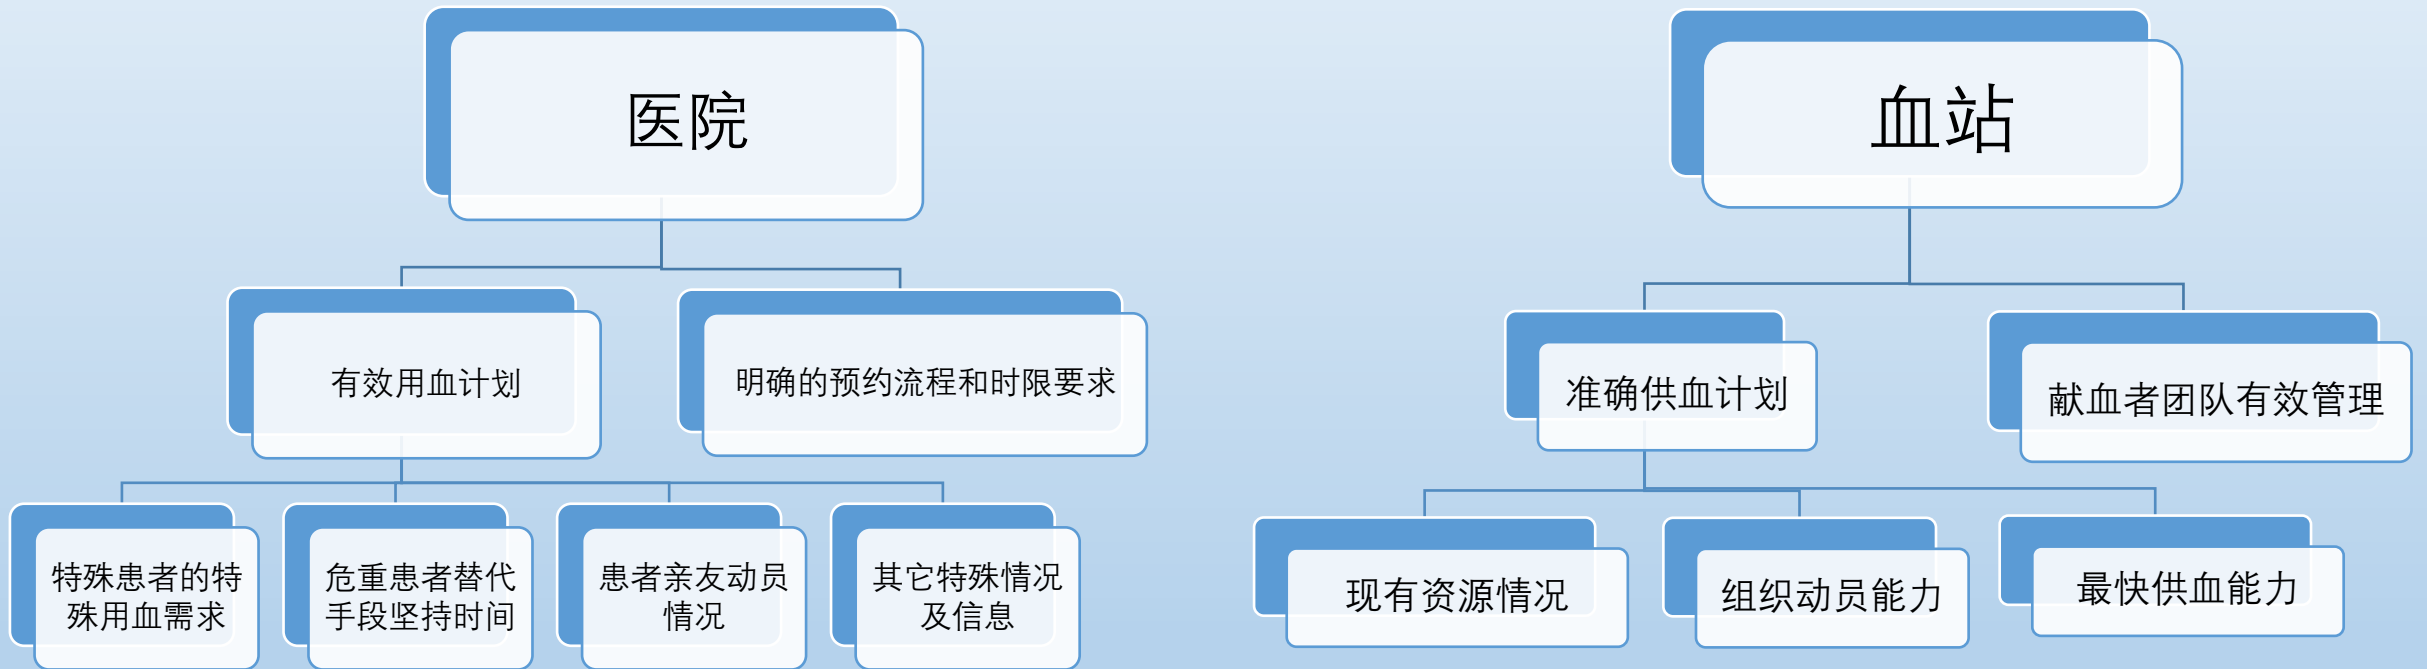 医院
血站
有效用血计划
明确的预约流程和时限要求
准确供血计划
献血者团队有效管理
特殊患者的特
殊用血需求
危重患者替代
手段坚持时间
患者亲友动员
情况
其它特殊情况
及信息
现有资源情况
组织动员能力
最快供血能力